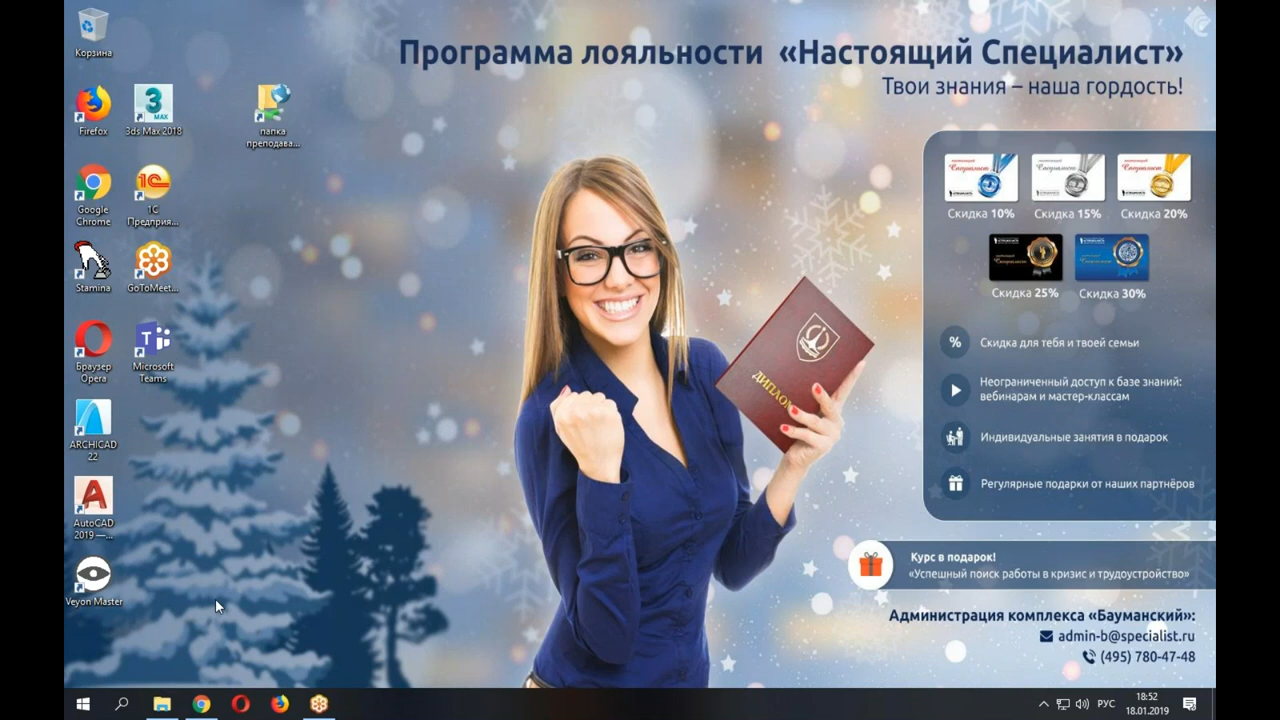 Корзина
Программа лояльности «Настоящий Специалист»
Твои знания – наша гордость!
Firefox
3ds Max 2018
папка
преподава...
Google
Chrome
1С
Предприя...
Stamina
GoToMeet...
Браузер
Opera
Microsoft
Teams
ARCHICAD
22
AutoCAD
2019 —...
Veyon Master
ДИПЛОМ
Скидка 10%
Скидка 15%
Скидка 20%
Скидка 25%
Скидка 30%
% Скидка для тебя и твоей семьи
Неограниченный доступ к базе знаний:
вебинарам и мастер-классам
Индивидуальные занятия в подарок
Регулярные подарки от наших партнёров
Курс в подарок!
«Успешный поиск работы в кризис и трудоустройство»
Администрация комплекса «Бауманский»:
admin-b@specialist.ru
(495) 780-47-48
РУС
18:52
18.01.2019